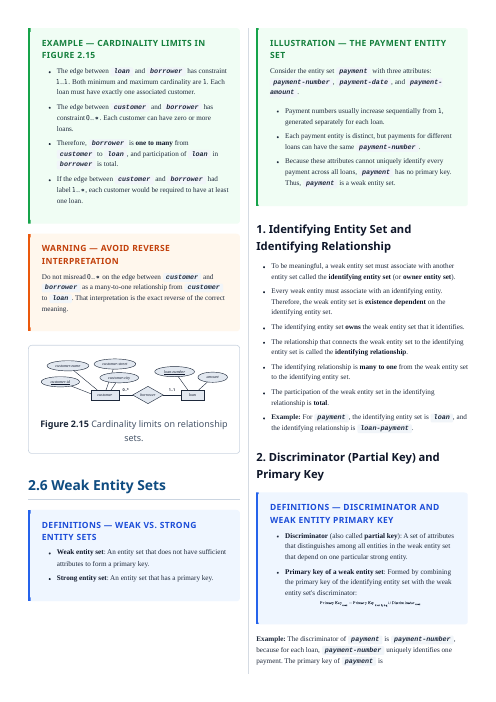 EXAMPLE — CARDINALITY LIMITS IN
FIGURE 2.15
• The edge between loan and borrower has constraint
1..1. Both minimum and maximum cardinality are 1. Each
loan must have exactly one associated customer.
• The edge between customer and borrower has
constraint 0..∗. Each customer can have zero or more
loans.
• Therefore, borrower is one to many from
customer to loan, and participation of loan in
borrower is total.
• If the edge between customer and borrower had
label 1..∗, each customer would be required to have at least
one loan.
WARNING — AVOID REVERSE
INTERPRETATION
Do not misread 0..∗ on the edge between customer and
borrower as a many-to-one relationship from customer
to loan. That interpretation is the exact reverse of the correct
meaning.
customer-name
customer-street
customer-id
customer-city
loan-number
amount
0..*
1..1
customer
borrower
loan
Figure 2.15 Cardinality limits on relationship
sets.
2.6 Weak Entity Sets
DEFINITIONS — WEAK VS. STRONG
ENTITY SETS
• Weak entity set: An entity set that does not have sufficient
attributes to form a primary key.
• Strong entity set: An entity set that has a primary key.
ILLUSTRATION — THE PAYMENT ENTITY
SET
Consider the entity set payment with three attributes:
payment-number, payment-date, and payment-
amount.
• Payment numbers usually increase sequentially from 1,
generated separately for each loan.
• Each payment entity is distinct, but payments for different
loans can have the same payment-number.
• Because these attributes cannot uniquely identify every
payment across all loans, payment has no primary key.
Thus, payment is a weak entity set.
1. Identifying Entity Set and
Identifying Relationship
• To be meaningful, a weak entity set must associate with another
entity set called the identifying entity set (or owner entity set).
• Every weak entity must associate with an identifying entity.
Therefore, the weak entity set is existence dependent on the
identifying entity set.
• The identifying entity set owns the weak entity set that it identifies.
• The relationship that connects the weak entity set to the identifying
entity set is called the identifying relationship.
• The identifying relationship is many to one from the weak entity set
to the identifying entity set.
• The participation of the weak entity set in the identifying
relationship is total.
• Example: For payment, the identifying entity set is loan, and
the identifying relationship is loan-payment.
2. Discriminator (Partial Key) and
Primary Key
DEFINITIONS — DISCRIMINATOR AND
WEAK ENTITY PRIMARY KEY
• Discriminator (also called partial key): A set of attributes
that distinguishes among all entities in the weak entity set
that depend on one particular strong entity.
• Primary key of a weak entity set: Formed by combining
the primary key of the identifying entity set with the weak
entity set's discriminator:
Example: The discriminator of payment is payment-number,
because for each loan, payment-number uniquely identifies one
payment. The primary key of payment is